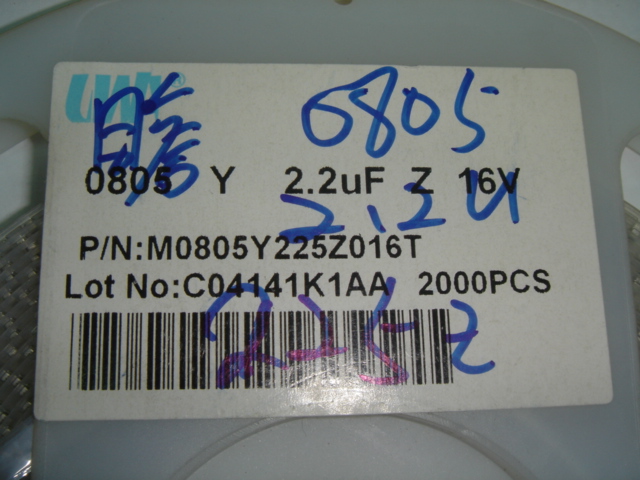 0805
0805 Y 2.2uF Z 16V
2.2u
P/N:M0805Y225Z016T
Lot No:C04141K1AA 2000PCS
225Z